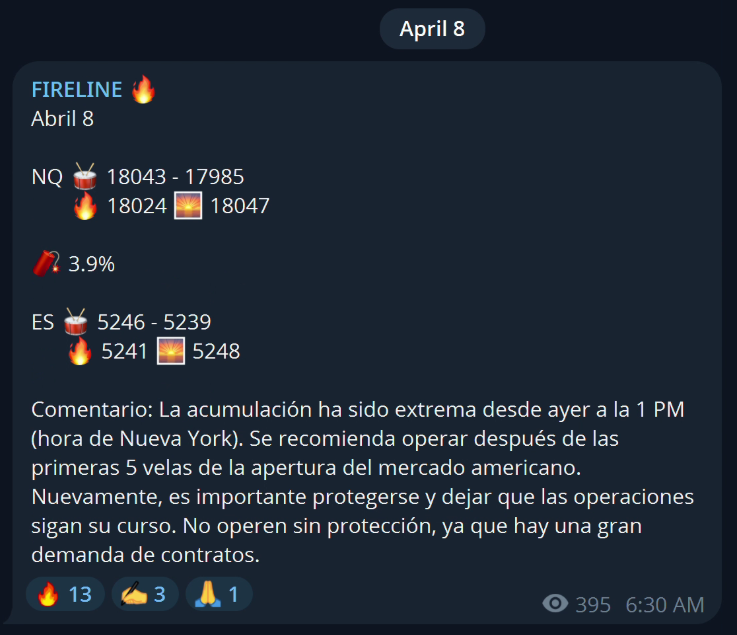 April 8
FIRELINE 🔥
Abril 8
NQ 🥁 18043 - 17985
🔥 18024 🌅 18047
🧨 3.9%
ES 🥁 5246 - 5239
🔥 5241 🌅 5248
Comentario: La acumulación ha sido extrema desde ayer a la 1 PM
(hora de Nueva York). Se recomienda operar después de las
primeras 5 velas de la apertura del mercado americano.
Nuevamente, es importante protegerse y dejar que las operaciones
sigan su curso. No operen sin protección, ya que hay una gran
demanda de contratos.
🔥 13 ✍️ 3 🙏 1
395 6:30 AM